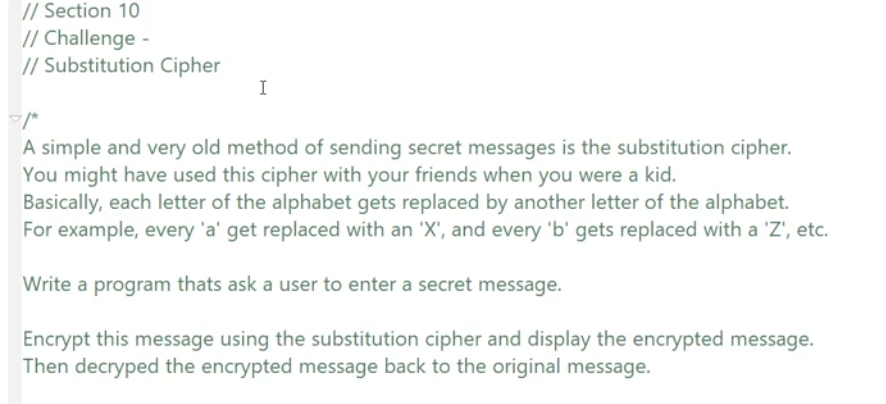 // Section 10
// Challenge -
// Substitution Cipher
/*
A simple and very old method of sending secret messages is the substitution cipher.
You might have used this cipher with your friends when you were a kid.
Basically, each letter of the alphabet gets replaced by another letter of the alphabet.
For example, every 'a' get replaced with an 'X', and every 'b' gets replaced with a 'Z', etc.
Write a program thats ask a user to enter a secret message.
Encrypt this message using the substitution cipher and display the encrypted message.
Then decryped the encrypted message back to the original message.